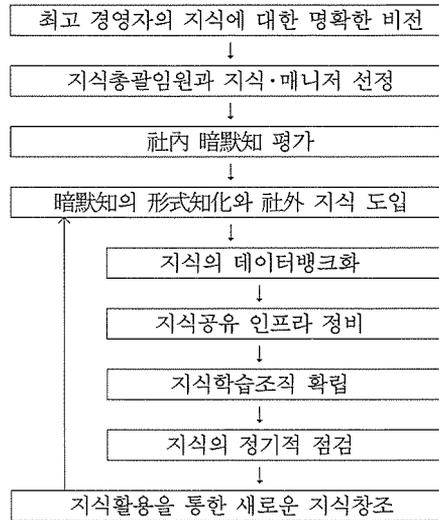 최고 경영자의 지식에 대한 명확한 비전
지식총괄임원과 지식·매니저 선정
社內 暗默知 평가
暗默知의 形式知化와 社外 지식 도입
지식의 데이터뱅크화
지식공유 인프라 정비
지식학습조직 확립
지식의 정기적 점검
지식활용을 통한 새로운 지식창조